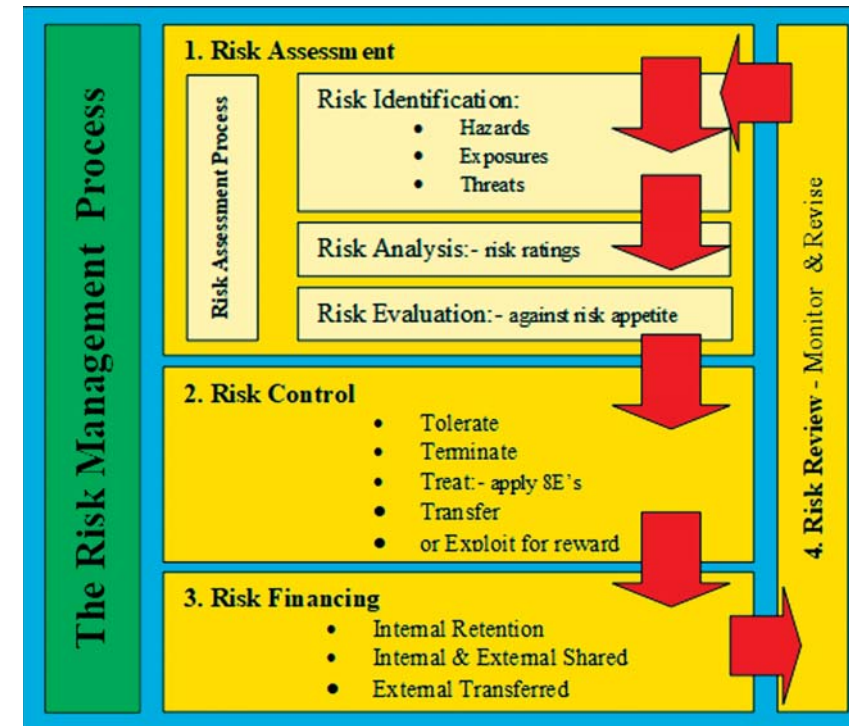 The Risk Management Process
1. Risk Assessment
Risk Assessment Process
Risk Identification:
• Hazards
• Exposures
• Threats
Risk Analysis:- risk ratings
Risk Evaluation:- against risk appetite
2. Risk Control
• Tolerate
• Terminate
• Treat:- apply 8E's
• Transfer
• or Exploit for reward
3. Risk Financing
• Internal Retention
• Internal & External Shared
• External Transferred
4. Risk Review - Monitor & Revise